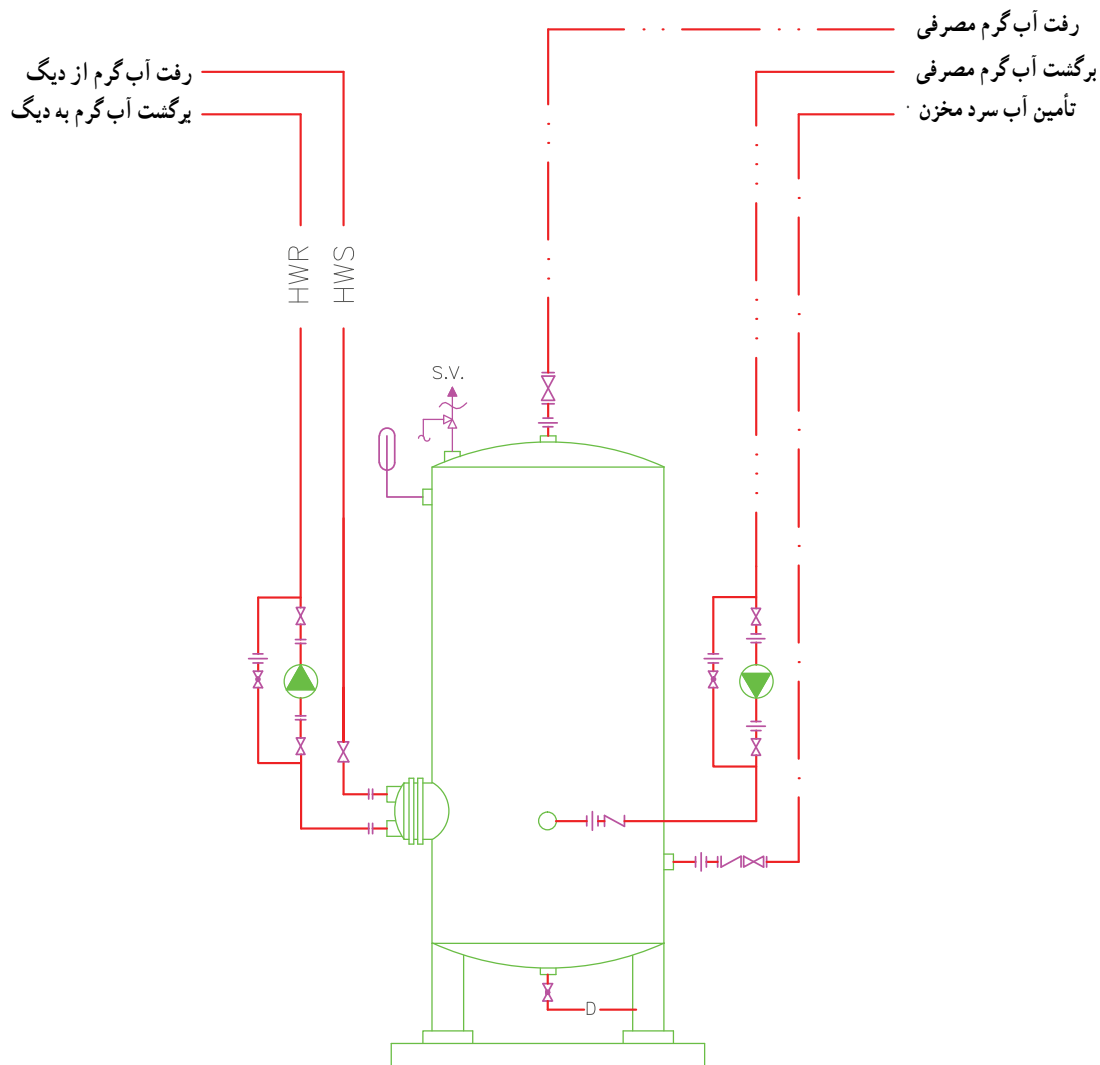 رفت آب گرم مصرفی
برگشت آب گرم مصرفی
تأمین آب سرد مخزن
رفت آب گرم از دیگ
برگشت آب گرم به دیگ
HWR
HWS
S.V.
D